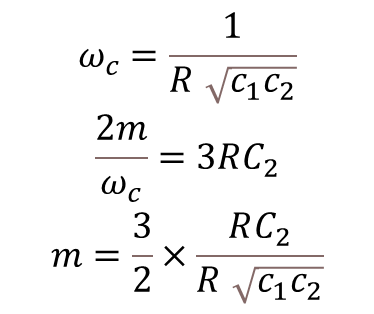 ω_c = 1 / (R √(c₁c₂))
2m / ω_c = 3RC₂
m = 3/2 × RC₂ / (R √(c₁c₂))